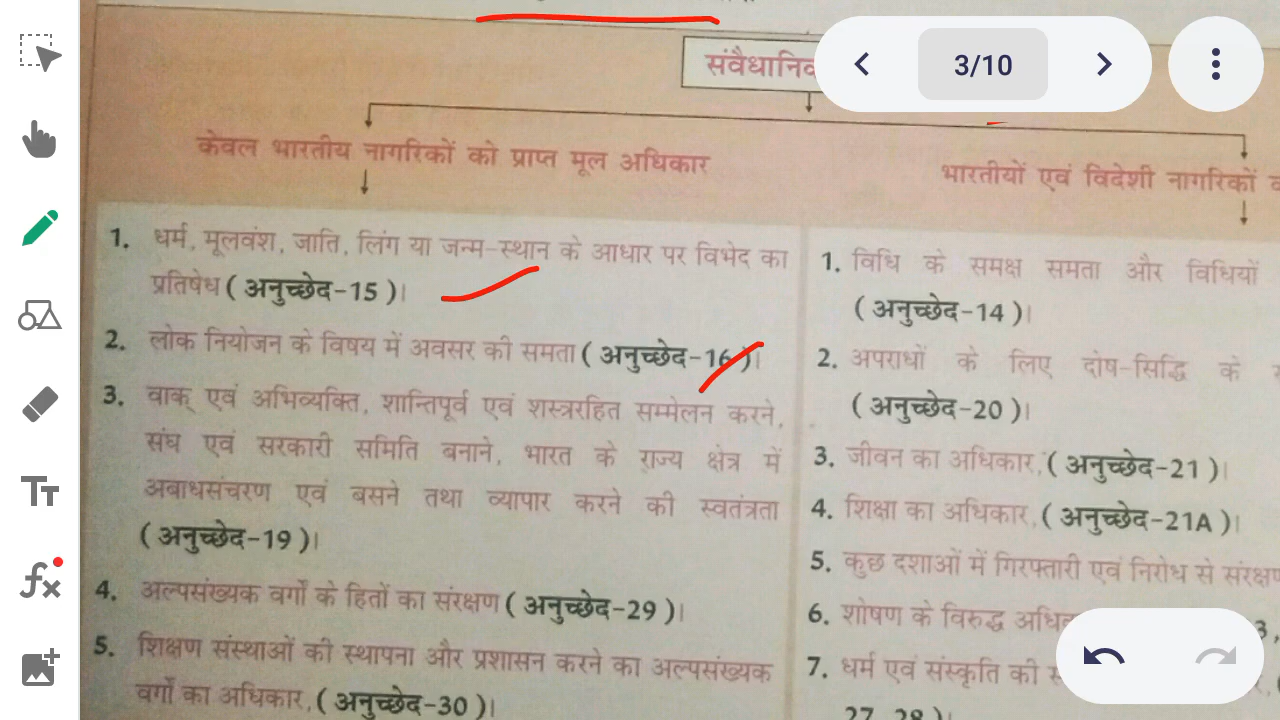 3/10
संवैधानिक
केवल भारतीय नागरिकों को प्राप्त मूल अधिकार
भारतीयों एवं विदेशी नागरिकों
1. धर्म, मूलवंश, जाति, लिंग या जन्म-स्थान के आधार पर विभेद का
प्रतिषेध ( अनुच्छेद-15 )।
2. लोक नियोजन के विषय में अवसर की समता ( अनुच्छेद-16 )।
3. वाक् एवं अभिव्यक्ति, शान्तिपूर्व एवं शस्त्ररहित सम्मेलन करने,
संघ एवं सरकारी समिति बनाने, भारत के राज्य क्षेत्र में
अबाधसंचरण एवं बसने तथा व्यापार करने की स्वतंत्रता
( अनुच्छेद-19 )।
4. अल्पसंख्यक वर्गों के हितों का संरक्षण ( अनुच्छेद-29 )।
5. शिक्षण संस्थाओं की स्थापना और प्रशासन करने का अल्पसंख्यक
वर्गों का अधिकार, ( अनुच्छेद-30 )।
1. विधि के समक्ष समता और विधियों
( अनुच्छेद-14 )।
2. अपराधों के लिए दोष-सिद्धि के
( अनुच्छेद-20 )।
3. जीवन का अधिकार, ( अनुच्छेद-21 )।
4. शिक्षा का अधिकार, ( अनुच्छेद-21A )।
5. कुछ दशाओं में गिरफ्तारी एवं निरोध से संरक्षण
6. शोषण के विरुद्ध 3,
7. धर्म एवं संस्कृति की
27, 28 )।
Tт
fx